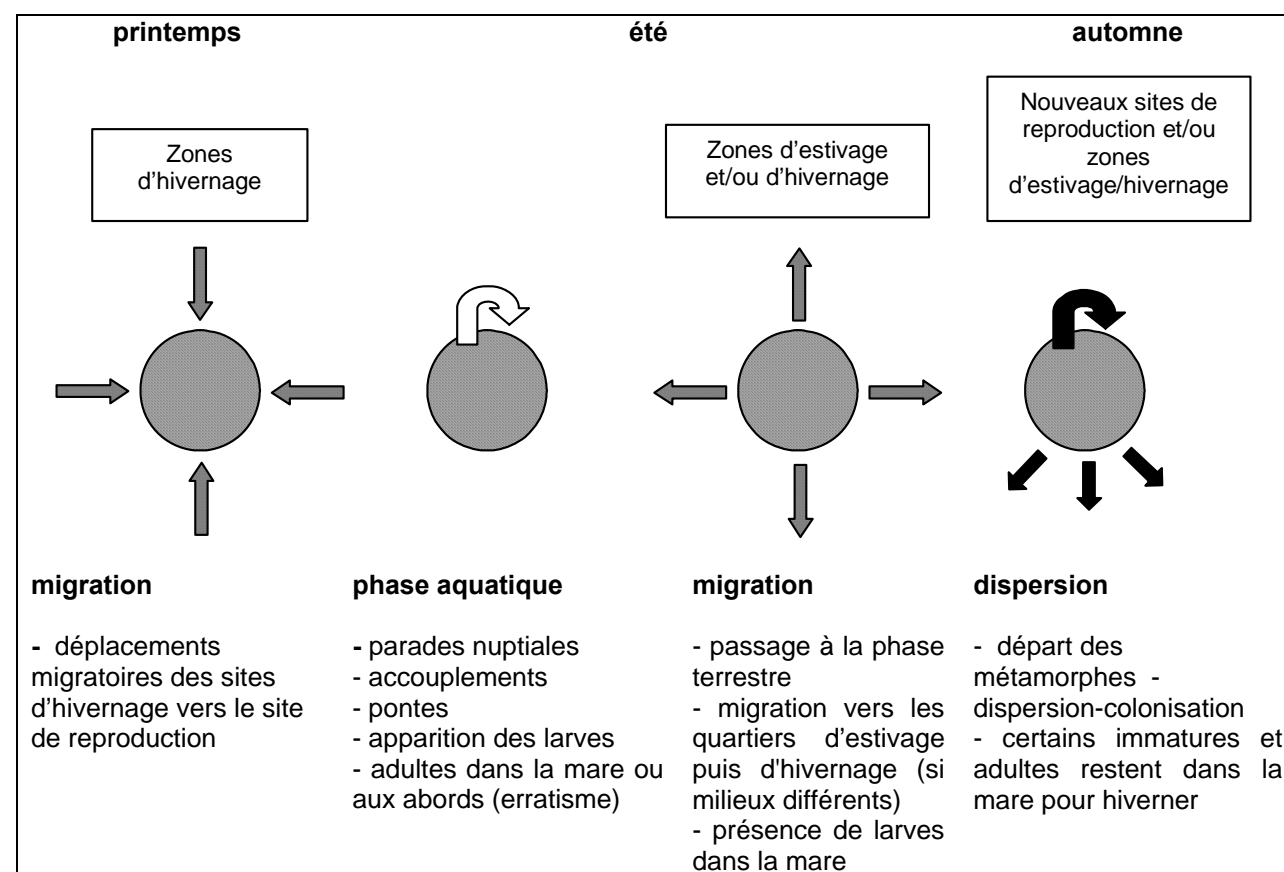 printemps
été
automne
Zones
d'hivernage
Zones d'estivage
et/ou d'hivernage
Nouveaux sites de
reproduction et/ou
zones
d'estivage/hivernage
migration
- déplacements
migratoires des sites
d'hivernage vers le site
de reproduction
phase aquatique
- parades nuptiales
- accouplements
- pontes
- apparition des larves
- adultes dans la mare ou
aux abords (erratisme)
migration
- passage à la phase
terrestre
- migration vers les
quartiers d'estivage
puis d'hivernage (si
milieux différents)
- présence de larves
dans la mare
dispersion
- départ des
métamorphes -
dispersion-colonisation
- certains immatures et
adultes restent dans la
mare pour hiverner